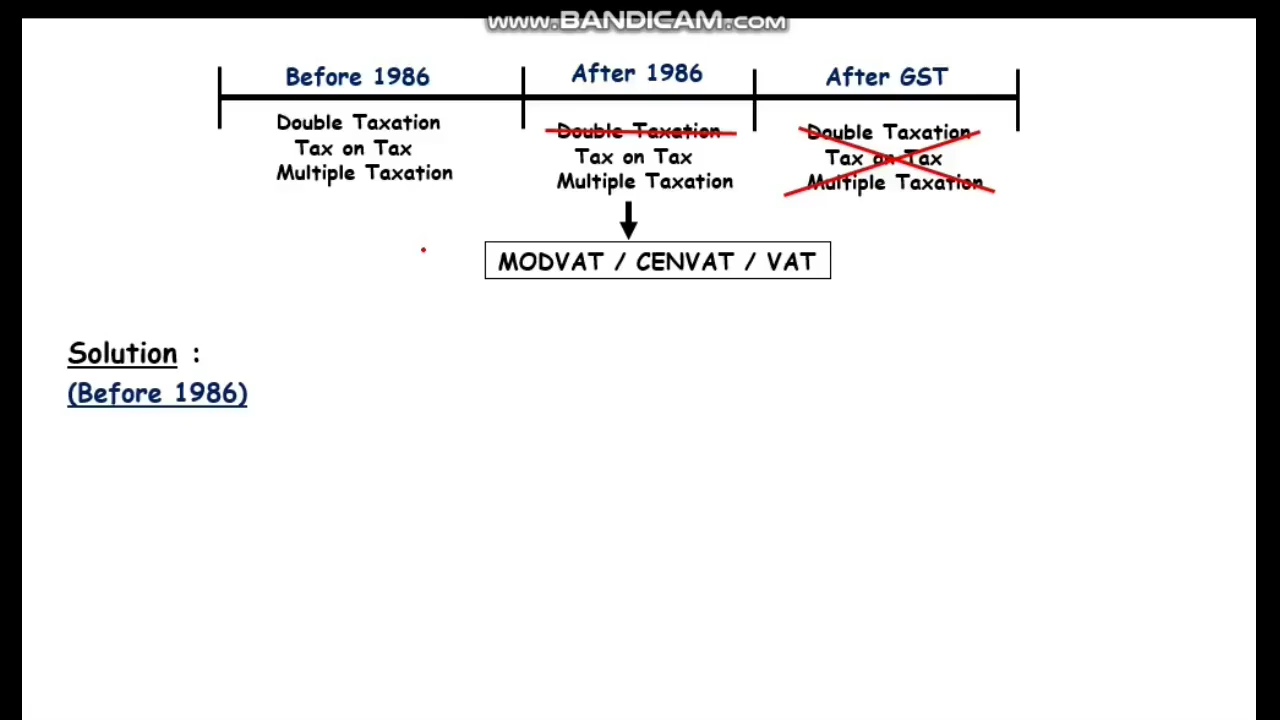 www.BANDICAM.com
Before 1986
After 1986
After GST
Double Taxation
Tax on Tax
Multiple Taxation
Double Taxation
Tax on Tax
Multiple Taxation
Double Taxation
Tax on Tax
Multiple Taxation
MODVAT / CENVAT / VAT
Solution :
(Before 1986)